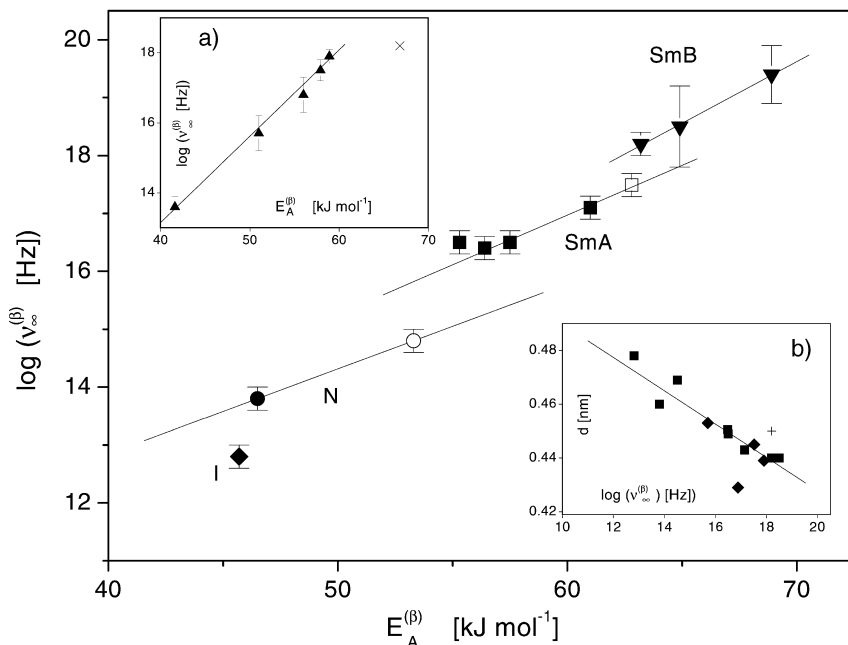 20
18
16
14
12
log (ν∞(β) [Hz])
40
50
60
70
E A (β) [kJ mol-1]
SmB
SmA
N
I
a)
18
16
14
log (ν∞(β) [Hz]
40
50
60
70
E A (β) [kJ mol-1]
b)
0.48
0.46
0.44
0.42
d [nm]
log (ν∞(β)) [Hz])
10
12
14
16
18
20